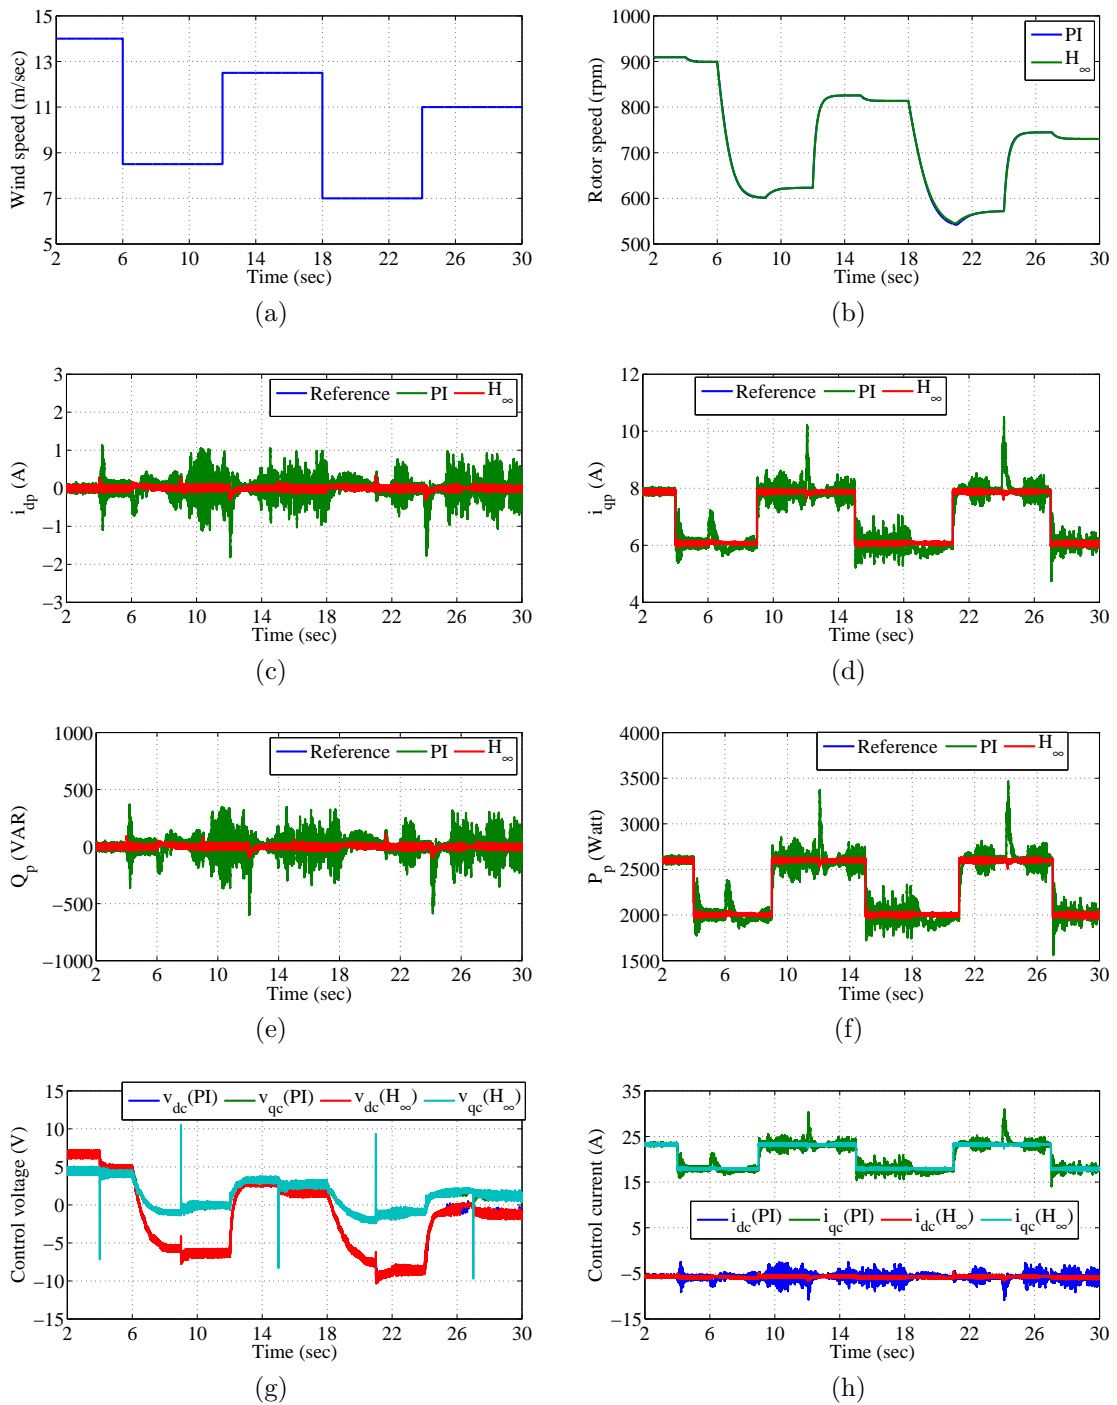 15
13
11
9
7
5
Wind speed (m/sec)
2 6 10 14 18 22 26 30
Time (sec)
(a)
1000
900
800
700
600
500
Rotor speed (rpm)
PI
H∞
2 6 10 14 18 22 26 30
Time (sec)
(b)
3
2
1
0
−1
−2
−3
i_dp (A)
Reference PI H∞
2 6 10 14 18 22 26 30
Time (sec)
(c)
12
10
8
6
4
i_qp (A)
Reference PI H∞
2 6 10 14 18 22 26 30
Time (sec)
(d)
1000
500
0
−500
−1000
Q_p (VAR)
Reference PI H∞
2 6 10 14 18 22 26 30
Time (sec)
(e)
4000
3500
3000
2500
2000
1500
P_p (Watt)
Reference PI H∞
2 6 10 14 18 22 26 30
Time (sec)
(f)
15
10
5
0
−5
−10
−15
Control voltage (V)
v_dc(PI) v_qc(PI) v_dc(H∞) v_qc(H∞)
2 6 10 14 18 22 26 30
Time (sec)
(g)
35
25
15
5
−5
−15
Control current (A)
i_dc(PI) i_qc(PI) i_dc(H∞) i_qc(H∞)
2 6 10 14 18 22 26 30
Time (sec)
(h)